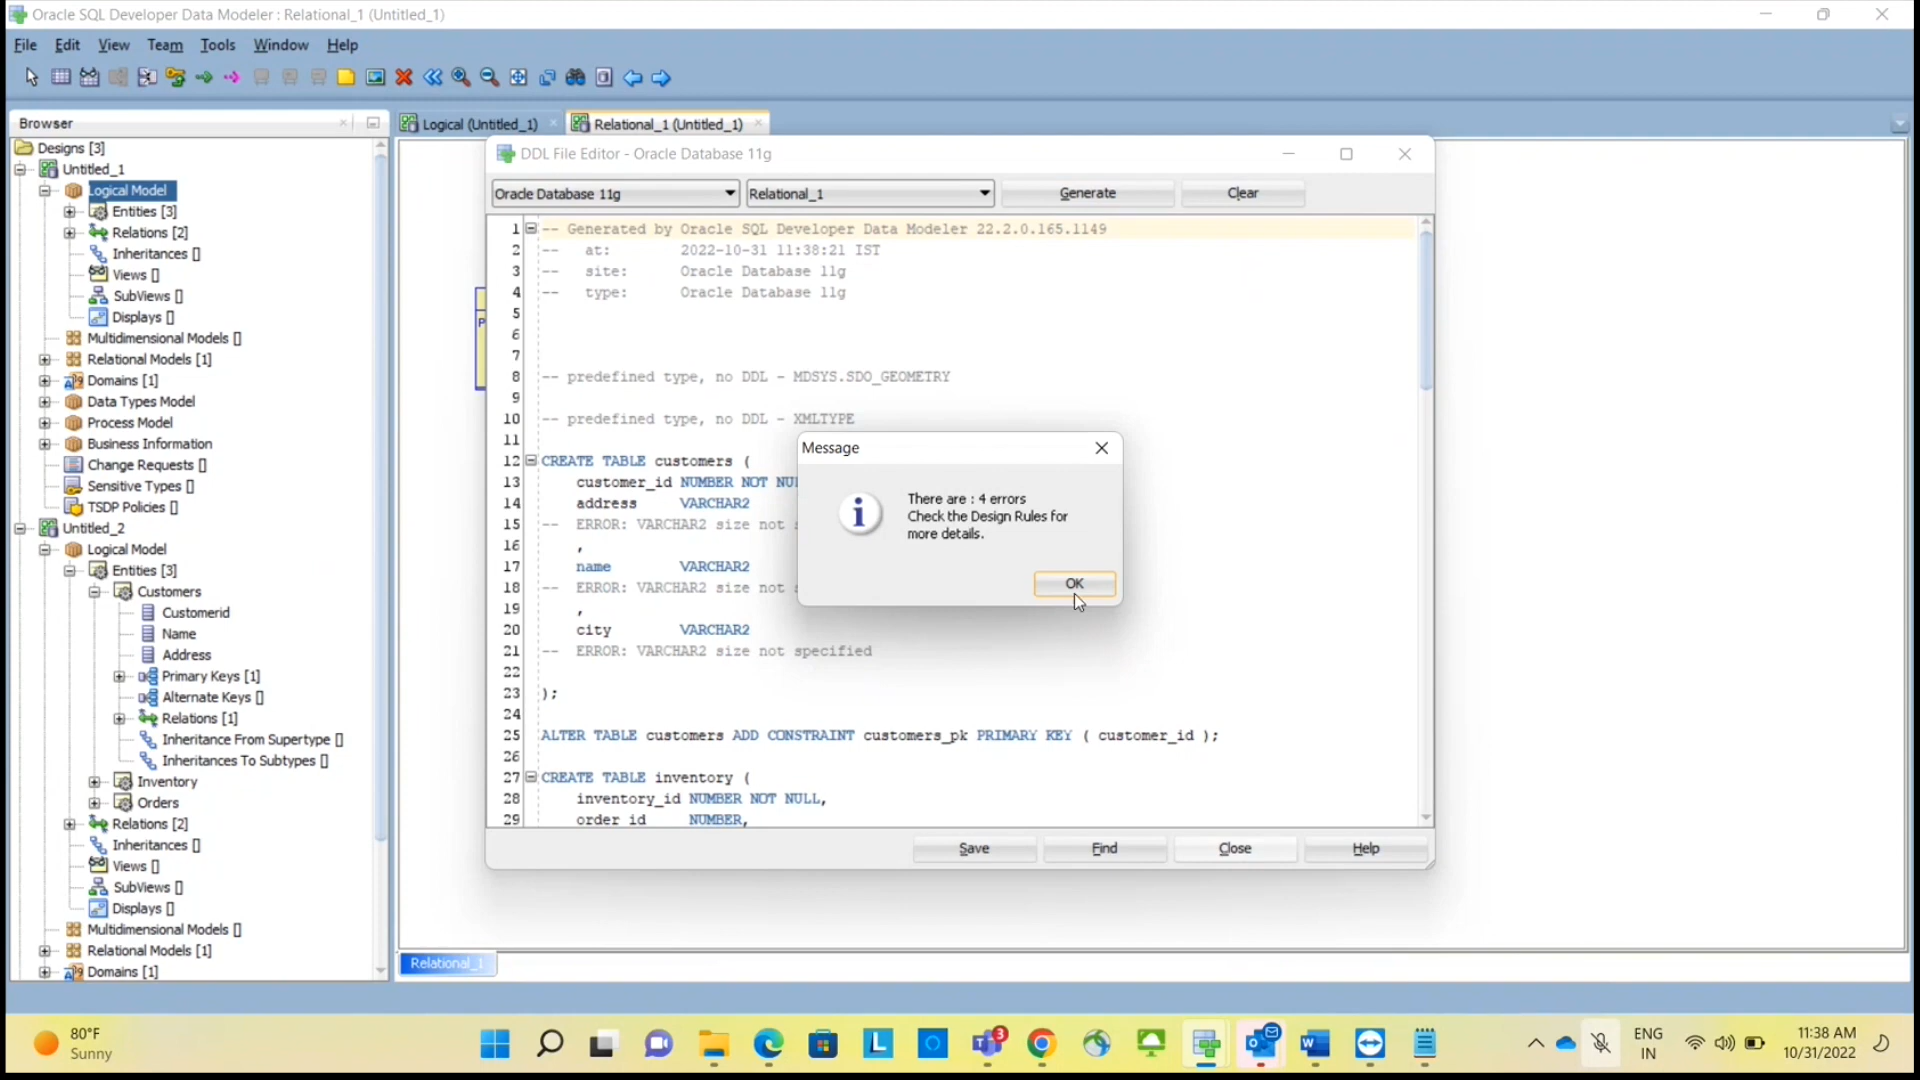 Oracle SQL Developer Data Modeler : Relational_1 (Untitled_1)
File Edit View Team Tools Window Help
Browser
Logical (Untitled_1)
Relational_1 (Untitled_1)
Designs [3]
Untitled_1
Logical Model
Entities [3]
Relations [2]
Inheritances []
Views []
SubViews []
Displays []
Multidimensional Models []
Relational Models [1]
Domains [1]
Data Types Model
Process Model
Business Information
Change Requests []
Sensitive Types []
TSDP Policies []
Untitled_2
Logical Model
Entities [3]
Customers
Customerid
Name
Address
Primary Keys [1]
Alternate Keys []
Relations [1]
Inheritance From Supertype []
Inheritances To Subtypes []
Inventory
Orders
Relations [2]
Inheritances []
Views []
SubViews []
Displays []
Multidimensional Models []
Relational Models [1]
Domains [1]
P
DDL File Editor - Oracle Database 11g
Oracle Database 11g
Relational_1
Generate
Clear
1 -- Generated by Oracle SQL Developer Data Modeler 22.2.0.165.1149
2 -- at: 2022-10-31 11:38:21 IST
3 -- site: Oracle Database 11g
4 -- type: Oracle Database 11g
5
6
7
8 -- predefined type, no DDL - MDSYS.SDO_GEOMETRY
9
10 -- predefined type, no DDL - XMLTYPE
11
12 CREATE TABLE customers (
13 customer_id NUMBER NOT
14 address VARCHAR2
15 -- ERROR: VARCHAR2 size not
16 ,
17 name VARCHAR2
18 -- ERROR: VARCHAR2 size not
19 ,
20 city VARCHAR2
21 -- ERROR: VARCHAR2 size not specified
22
23 );
24
25 ALTER TABLE customers ADD CONSTRAINT customers_pk PRIMARY KEY ( customer_id );
26
27 CREATE TABLE inventory (
28 inventory_id NUMBER NOT NULL,
29 order_id NUMBER,
Message
There are : 4 errors
Check the Design Rules for
more details.
OK
Save
Find
Close
Help
Relational_1
80°F
Sunny
L
3
W
ENG
IN
11:38 AM
10/31/2022